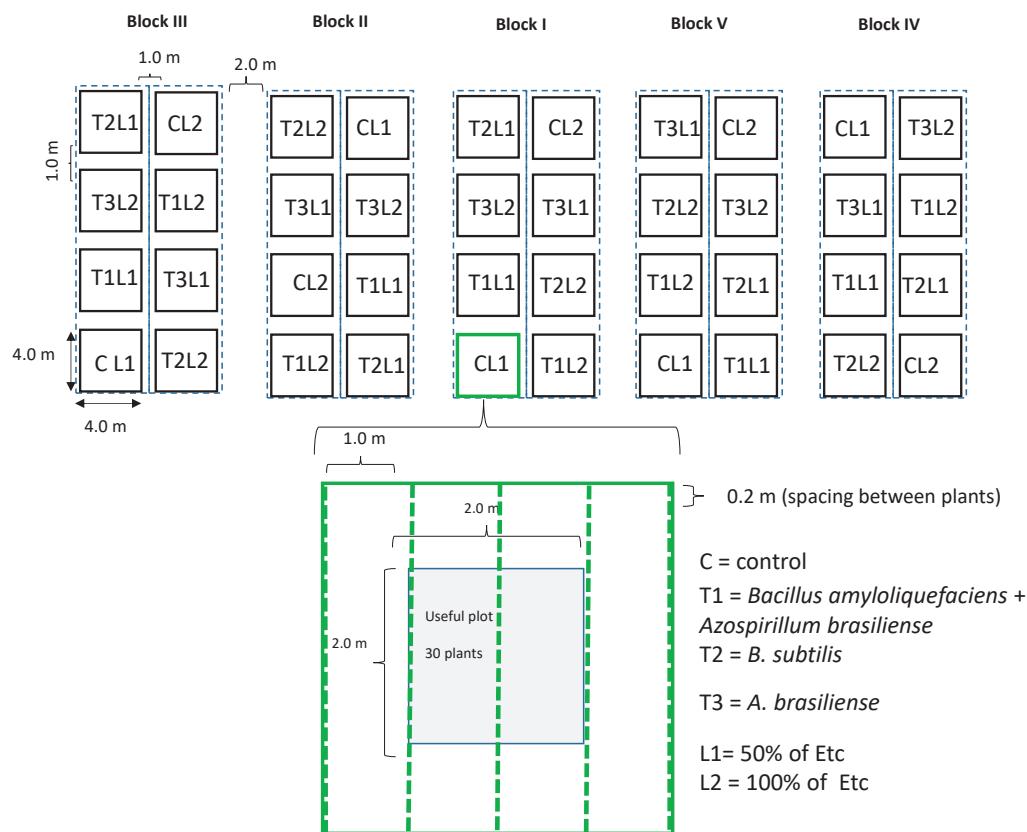 Block III
Block II
Block I
Block V
Block IV
1.0 m
2.0 m
1.0 m
T2L1 CL2
T3L2 T1L2
T1L1 T3L1
C L1 T2L2
T2L2 CL1
T3L1 T3L2
CL2 T1L1
T1L2 T2L1
T2L1 CL2
T3L2 T3L1
T1L1 T2L2
CL1 T1L2
T3L1 CL2
T2L2 T3L2
T1L2 T2L1
CL1 T1L1
CL1 T3L2
T3L1 T1L2
T1L1 T2L1
T2L2 CL2
4.0 m
4.0 m
1.0 m
0.2 m (spacing between plants)
2.0 m
2.0 m
Useful plot
30 plants
C = control
T1 = Bacillus amyloliquefaciens +
Azospirillum brasiliense
T2 = B. subtilis
T3 = A. brasiliense
L1= 50% of Etc
L2 = 100% of Etc